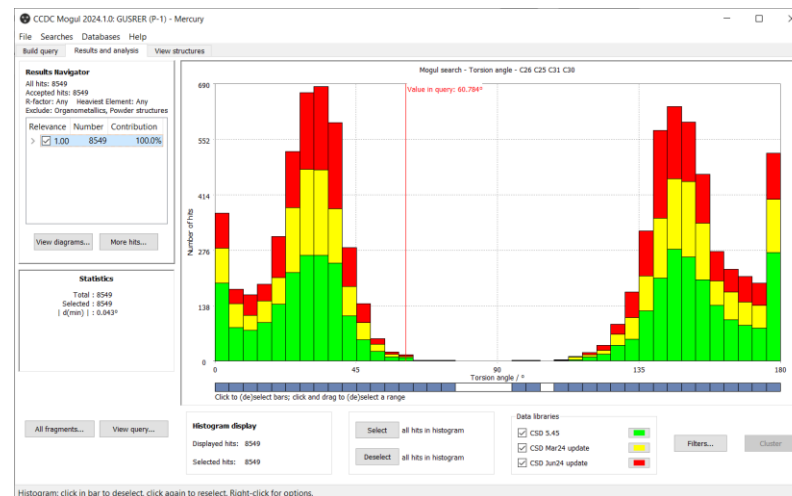 CCDC Mogul 2024.1.0: GUSRER (P-1) - Mercury
File Searches Databases Help
Build query Results and analysis View structures
Results Navigator
All hits: 8549
Accepted hits: 8549
R-factor: Any Heaviest Element: Any
Exclude: Organometallics, Powder structures
Relevance Number Contribution
1.00 8549 100.0%
View diagrams... More hits...
Statistics
Total : 8549
Selected : 8549
| d(min) | : 0.043º
Mogul search - Torsion angle - C26 C25 C31 C30
Value in query: 60.784º
Number of hits
690
552
414
276
138
0
0 45 90 135 180
Torsion angle / º
Click to (de)select bars; click and drag to (de)select a range
All fragments... View query...
Histogram display
Displayed hits: 8549
Selected hits: 8549
Select all hits in histogram
Deselect all hits in histogram
Data libraries
CSD 5.45
CSD Mar24 update
CSD Jun24 update
Filters... Cluster
Histogram: click in bar to deselect, click again to reselect. Right-click for options.